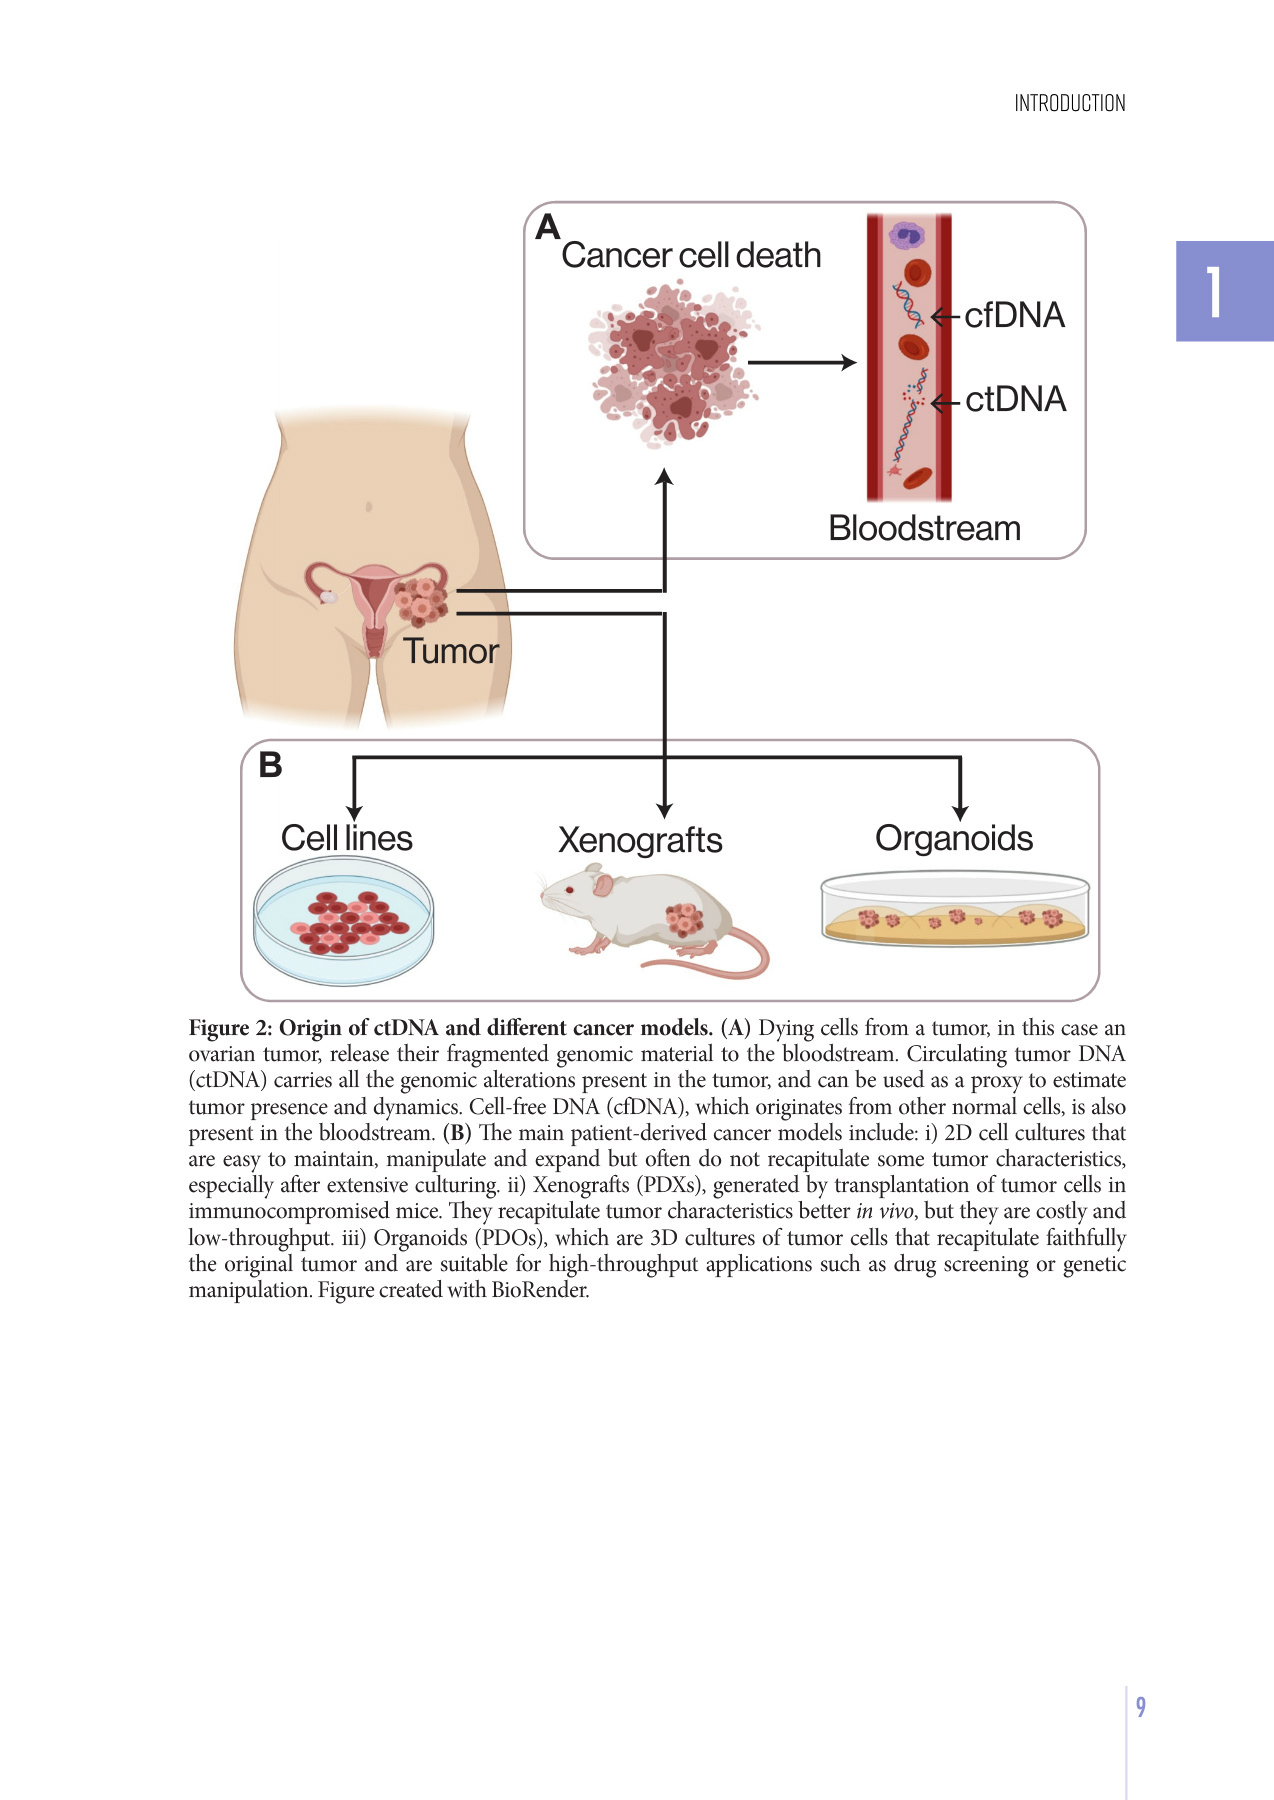 INTRODUCTION
1
A
Cancer cell death
cfDNA
ctDNA
Bloodstream
Tumor
B
Cell lines
Xenografts
Organoids
Figure 2: Origin of ctDNA and different cancer models. (A) Dying cells from a tumor, in this case an
ovarian tumor, release their fragmented genomic material to the bloodstream. Circulating tumor DNA
(ctDNA) carries all the genomic alterations present in the tumor, and can be used as a proxy to estimate
tumor presence and dynamics. Cell-free DNA (cfDNA), which originates from other normal cells, is also
present in the bloodstream. (B) The main patient-derived cancer models include: i) 2D cell cultures that
are easy to maintain, manipulate and expand but often do not recapitulate some tumor characteristics,
especially after extensive culturing. ii) Xenografts (PDXs), generated by transplantation of tumor cells in
immunocompromised mice. They recapitulate tumor characteristics better in vivo, but they are costly and
low-throughput. iii) Organoids (PDOs), which are 3D cultures of tumor cells that recapitulate faithfully
the original tumor and are suitable for high-throughput applications such as drug screening or genetic
manipulation. Figure created with BioRender.
9